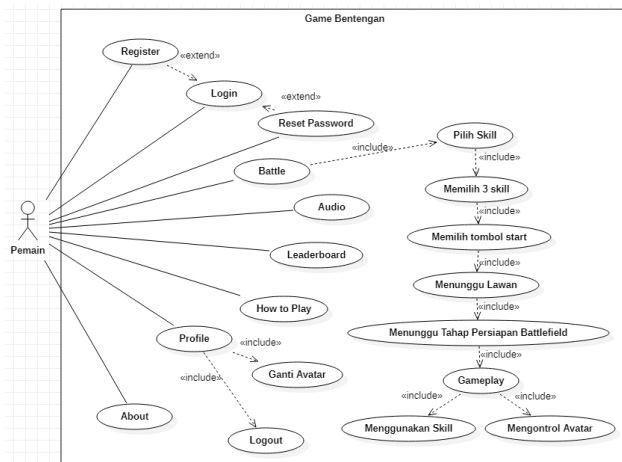 Game Bentengan
Register
«extend»
Login
«extend»
Reset Password
Pilih Skill
«include»
Battle
«include»
Memilih 3 skill
Audio
«include»
Pemain
Memilih tombol start
Leaderboard
«include»
Menunggu Lawan
How to Play
«include»
Profile
«include»
Menunggu Tahap Persiapan Battlefield
«include»
Ganti Avatar
«include»
Gameplay
«include»
«include»
About
Logout
Menggunakan Skill
Mengontrol Avatar